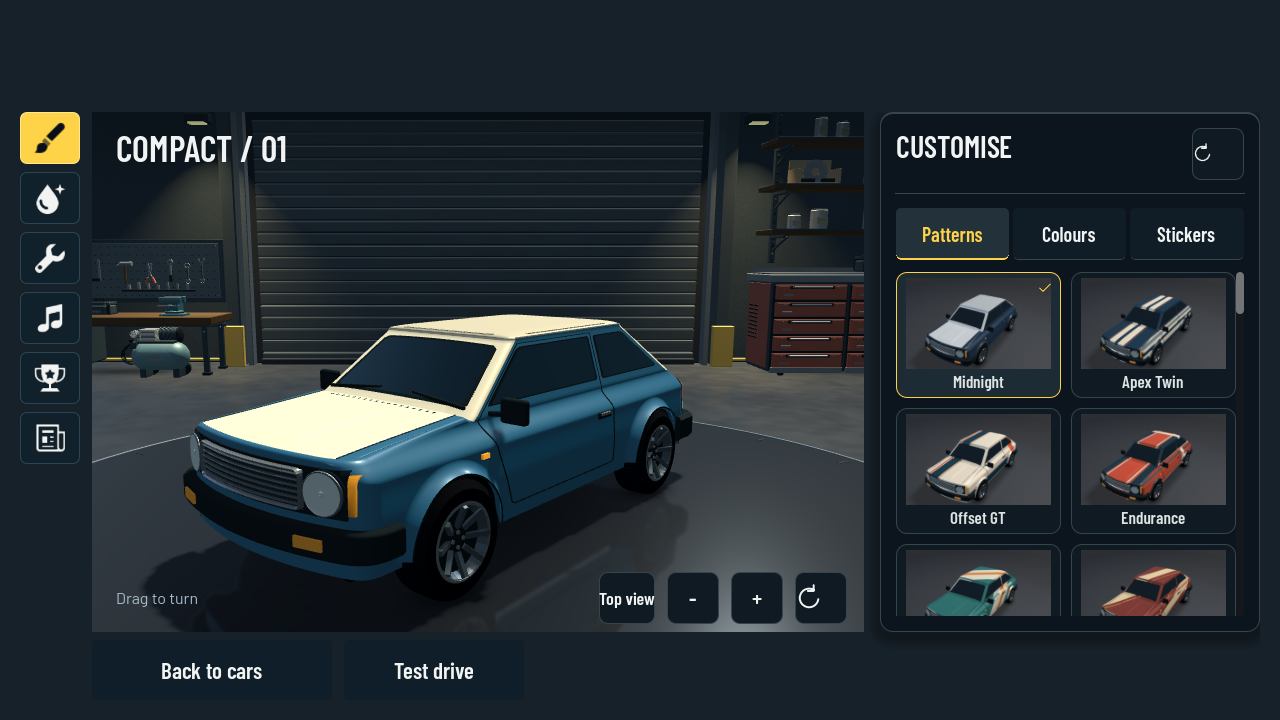 COMPACT / 01
CUSTOMISE
Patterns
Colours
Stickers
Midnight
Apex Twin
Offset GT
Endurance
Drag to turn
Top view
-
+
Back to cars
Test drive